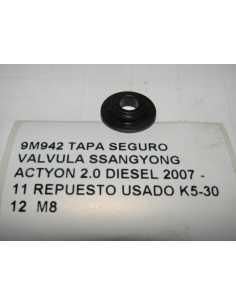 9M942 TAPA SEGURO
VALVULA SSANGYONG
ACTYON 2.0 DIESEL 2007 -
11 REPUESTO USADO K5-30
12 M8